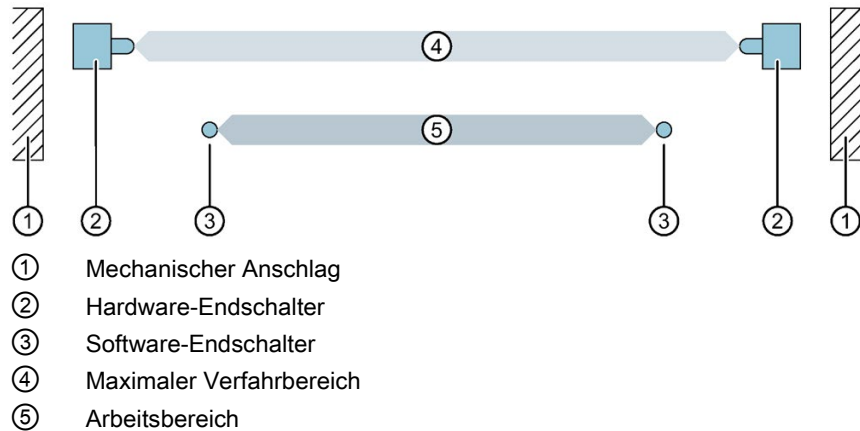 ④
⑤
① ② ③ ③ ② ①
① Mechanischer Anschlag
② Hardware-Endschalter
③ Software-Endschalter
④ Maximaler Verfahrbereich
⑤ Arbeitsbereich